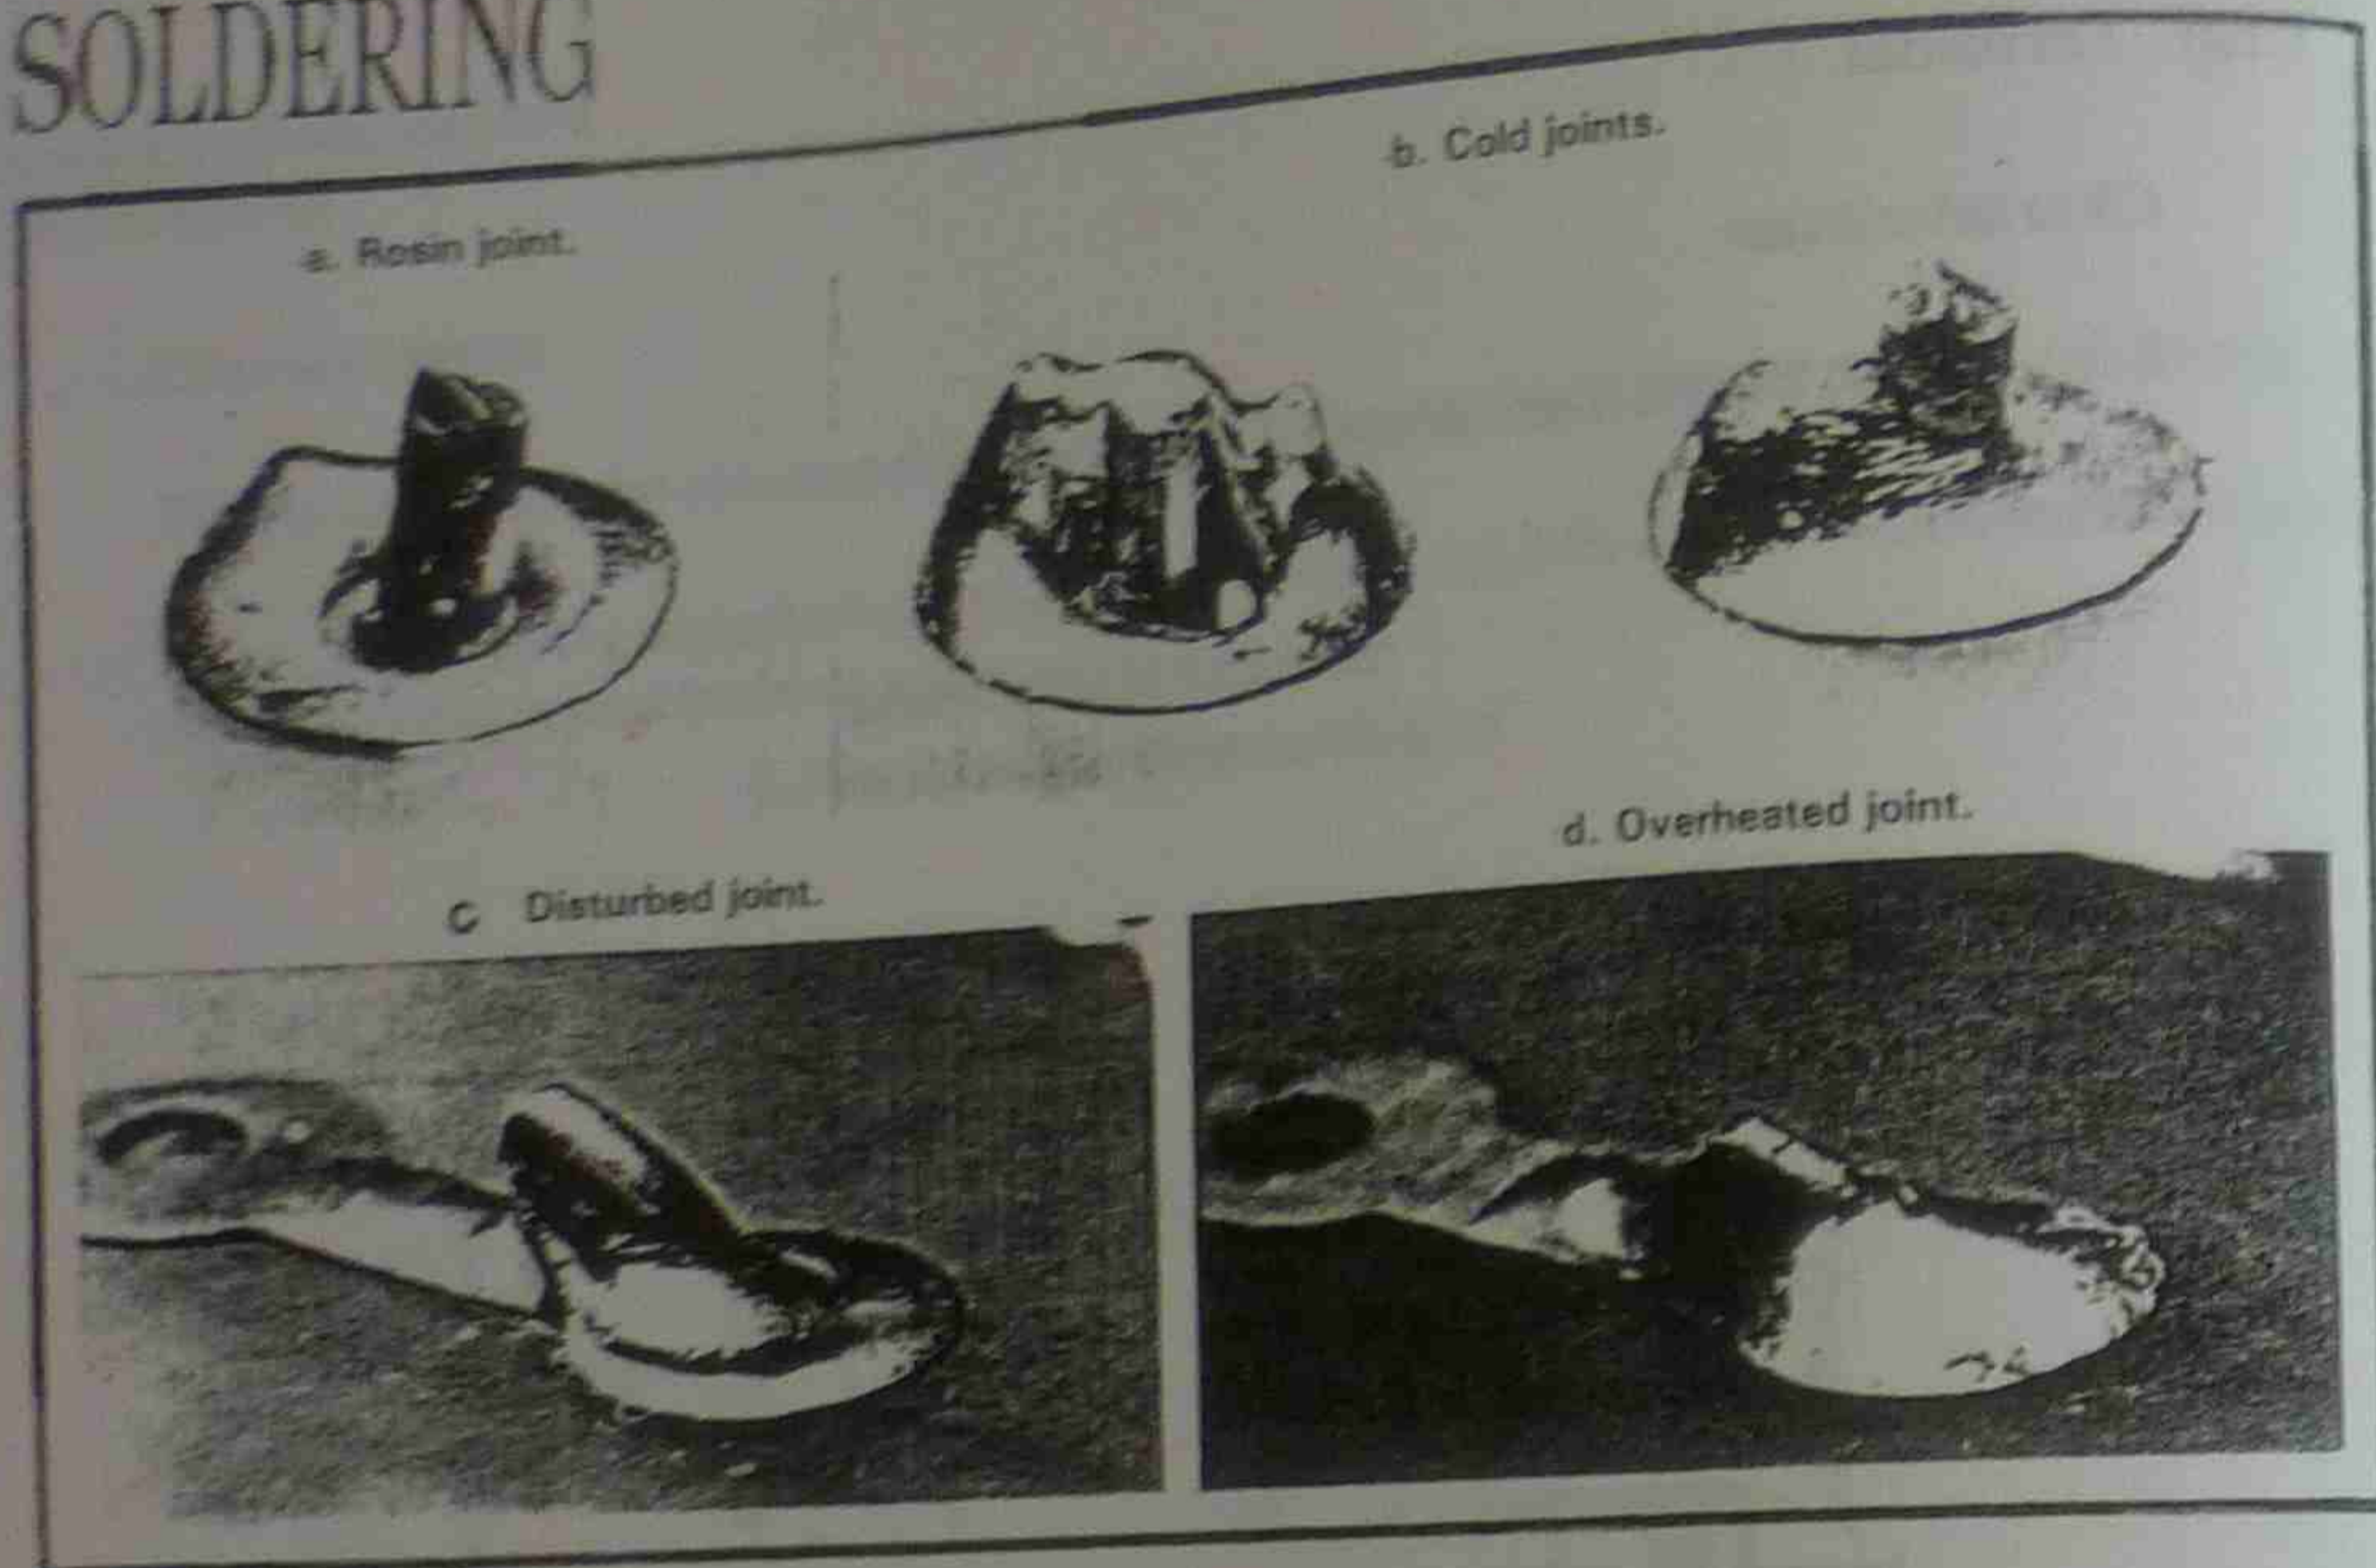 SOLDERING
a. Rosin joint.
b. Cold joints.
C Disturbed joint.
d. Overheated joint.